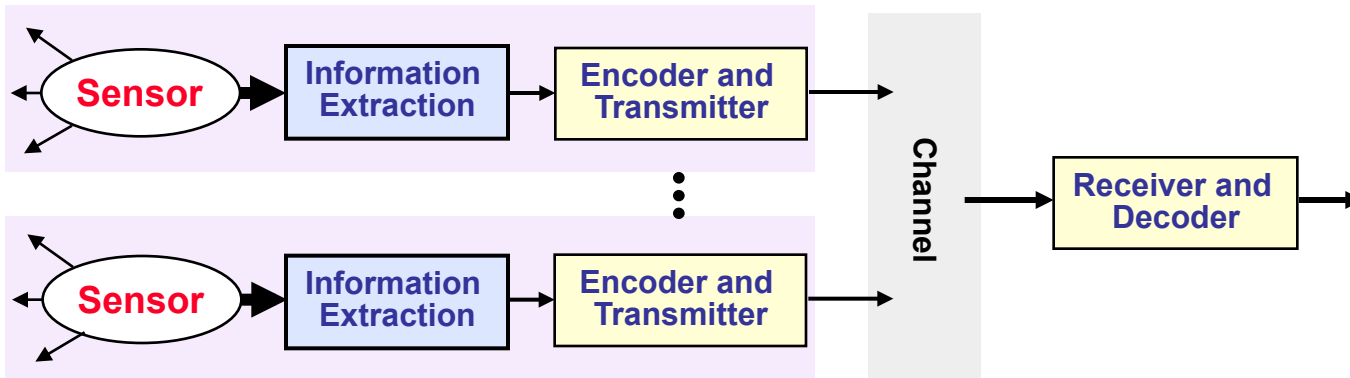 Sensor
Information
Extraction
Encoder and
Transmitter
Channel
Receiver and
Decoder
Sensor
Information
Extraction
Encoder and
Transmitter